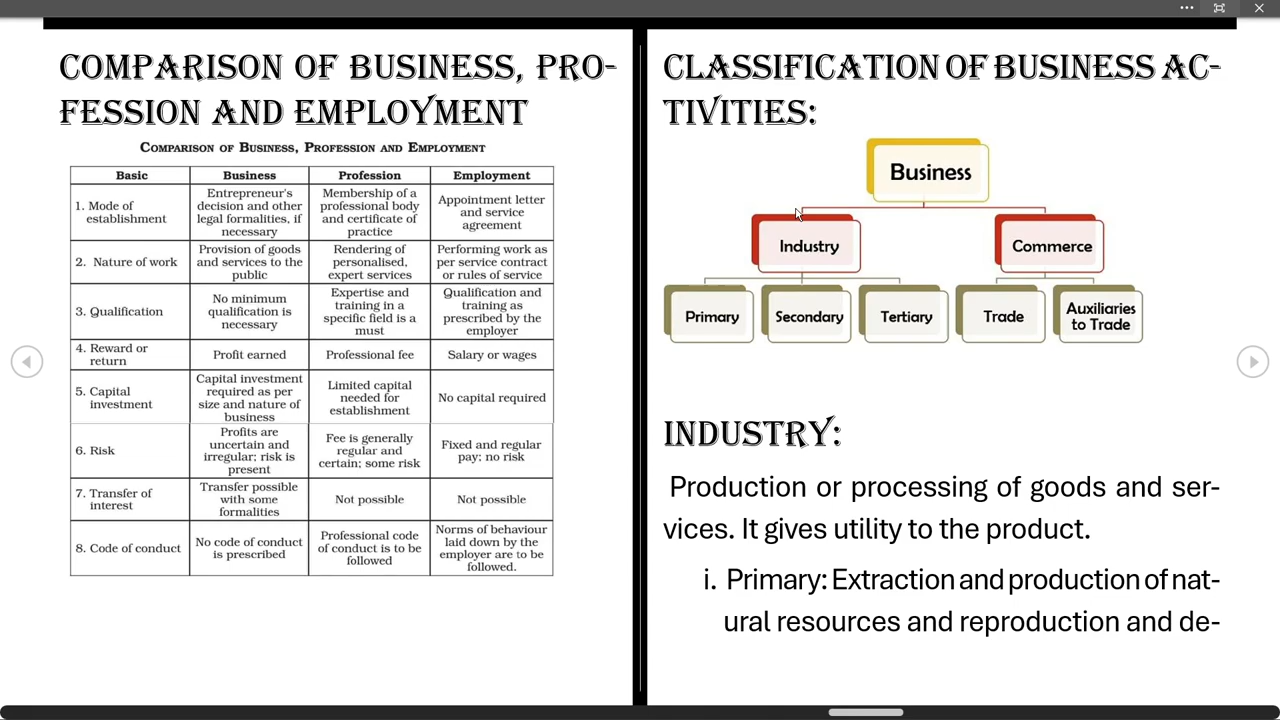 COMPARISON OF BUSINESS, PRO-
FESSION AND EMPLOYMENT
COMPARISON OF BUSINESS, PROFESSION AND EMPLOYMENT
Basic Business Profession Employment
1. Mode of establishment
Entrepreneur's
decision and other
legal formalities, if
necessary
Membership of a
professional body
and certificate of
practice
Appointment letter
and service
agreement
2. Nature of work
Provision of goods
and services to the
public
Rendering of
personalised,
expert services
Performing work as
per service contract
or rules of service
3. Qualification
No minimum
qualification is
necessary
Expertise and
training in a
specific field is a
must
Qualification and
training as
prescribed by the
employer
4. Reward or
return
Profit earned
Professional fee
Salary or wages
5. Capital
investment
Capital investment
required as per
size and nature of
business
Limited capital
needed for
establishment
No capital required
6. Risk
Profits are
uncertain and
irregular; risk is
present
Fee is generally
regular and
certain; some risk
Fixed and regular
pay; no risk
7. Transfer of
interest
Transfer possible
with some
formalities
Not possible
Not possible
8. Code of conduct
No code of conduct
is prescribed
Professional code
of conduct is to be
followed
Norms of behaviour
laid down by the
employer are to be
followed.
CLASSIFICATION OF BUSINESS AC-
TIVITIES:
Business
Industry
Commerce
Primary
Secondary
Tertiary
Trade
Auxiliaries
to Trade
INDUSTRY:
Production or processing of goods and ser-
vices. It gives utility to the product.
i. Primary: Extraction and production of nat-
ural resources and reproduction and de-